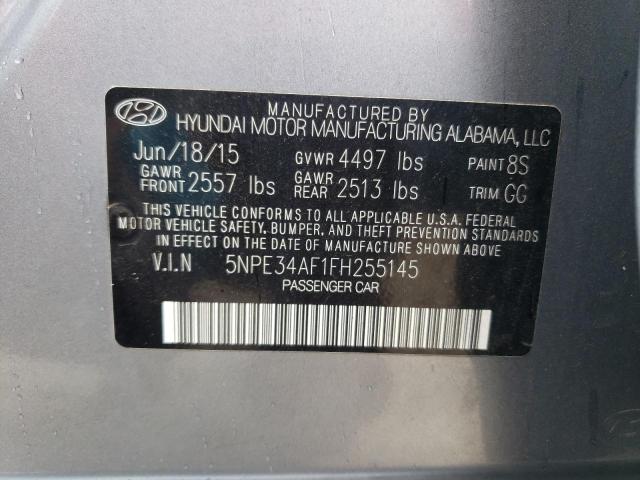 MANUFACTURED BY
HYUNDAI MOTOR MANUFACTURING ALABAMA, LLC
Jun/18/15 GVWR 4497 lbs PAINT 8S
GAWR FRONT 2557 lbs GAWR REAR 2513 lbs TRIM GG
THIS VEHICLE CONFORMS TO ALL APPLICABLE U.S.A. FEDERAL
MOTOR VEHICLE SAFETY, BUMPER, AND THEFT PREVENTION STANDARDS
IN EFFECT ON THE DATE OF MANUFACTURE SHOWN ABOVE
V.I.N 5NPE34AF1FH255145
PASSENGER CAR